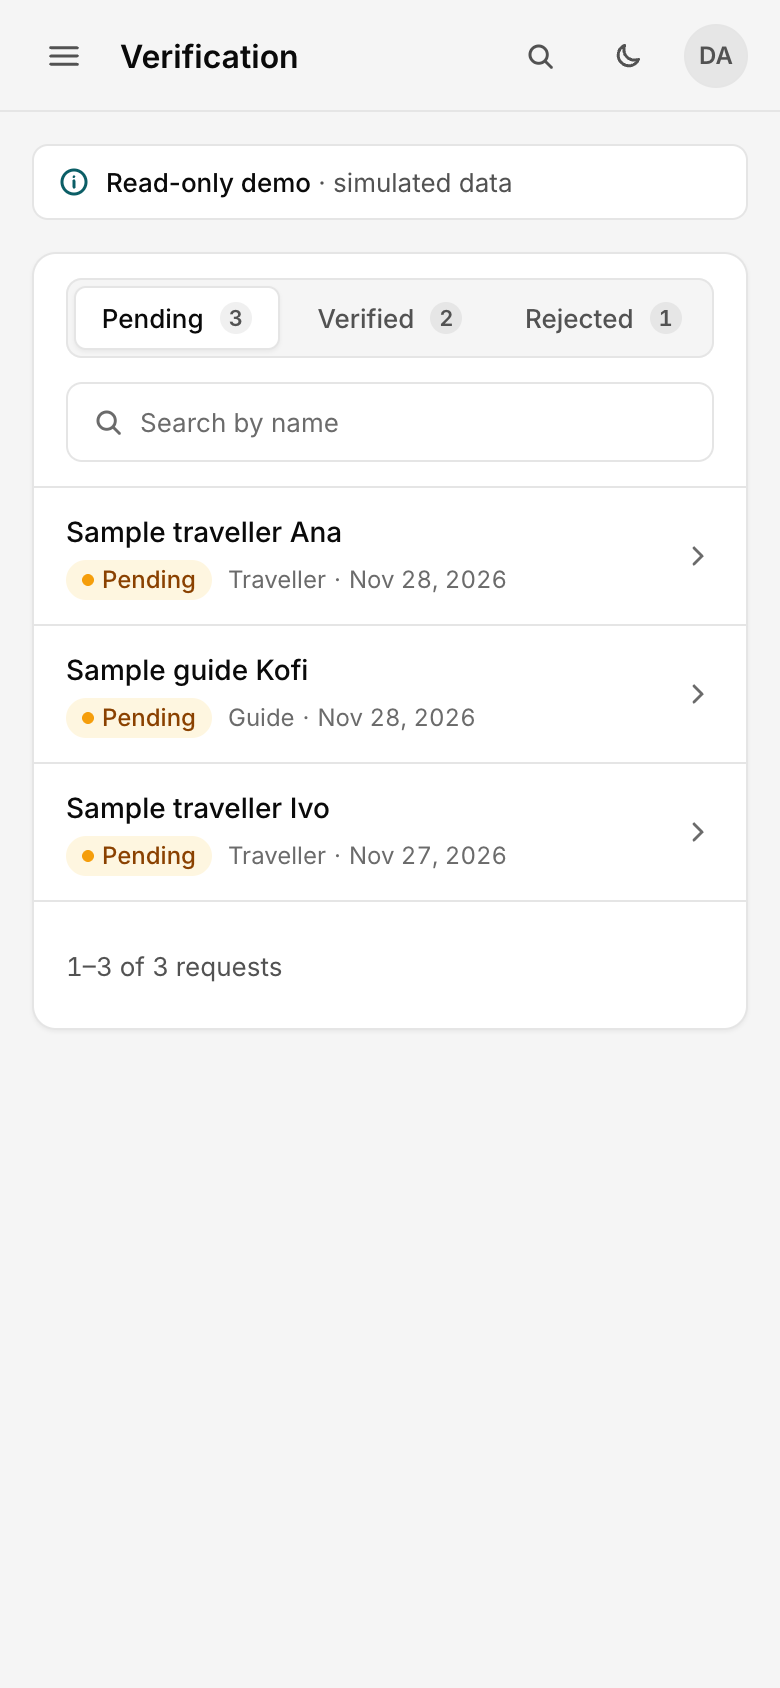 Verification
DA
Read-only demo · simulated data
Pending 3 Verified 2 Rejected 1
Search by name
Sample traveller Ana
Pending Traveller · Nov 28, 2026
Sample guide Kofi
Pending Guide · Nov 28, 2026
Sample traveller Ivo
Pending Traveller · Nov 27, 2026
1–3 of 3 requests